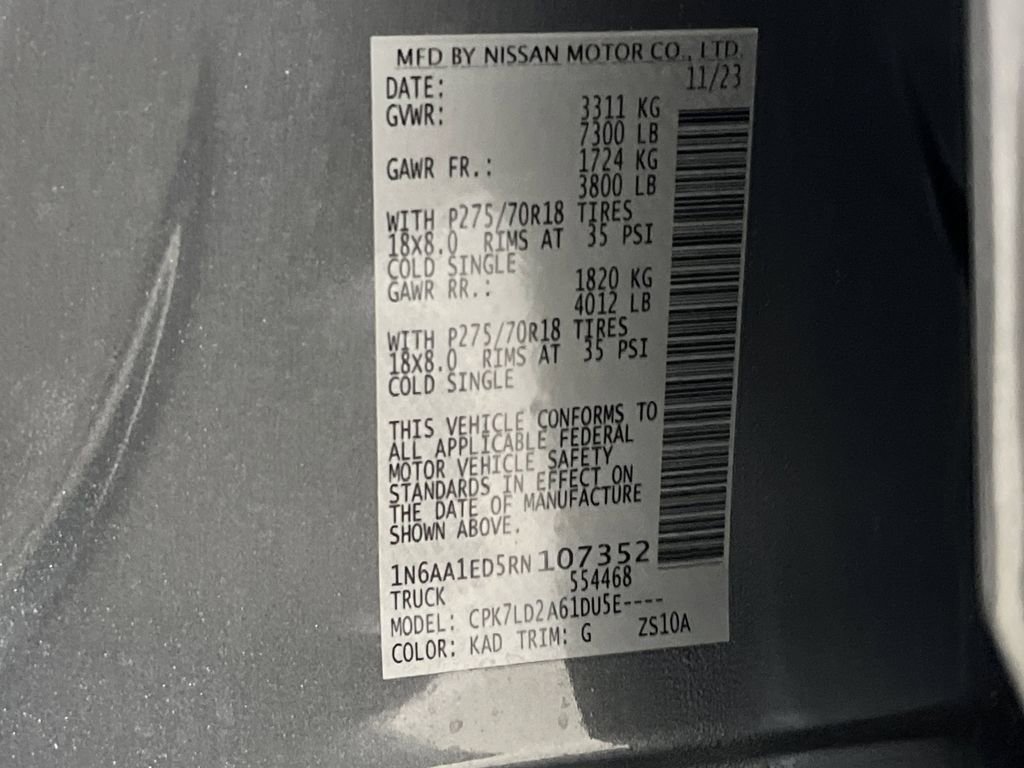 MFD BY NISSAN MOTOR CO., LTD.
DATE: 11/23
GVWR: 3311 KG
7300 LB
GAWR FR.: 1724 KG
3800 LB
WITH P275/70R18 TIRES
18X8.0 RIMS AT 35 PSI
COLD SINGLE
GAWR RR.: 1820 KG
4012 LB
WITH P275/70R18 TIRES
18X8.0 RIMS AT 35 PSI
COLD SINGLE
THIS VEHICLE CONFORMS TO
ALL APPLICABLE FEDERAL
MOTOR VEHICLE SAFETY
STANDARDS IN EFFECT ON
THE DATE OF MANUFACTURE
SHOWN ABOVE.
1N6AA1ED5RN107352
TRUCK 554468
MODEL: CPK7LD2A61DU5E----
COLOR: KAD TRIM: G ZS10A